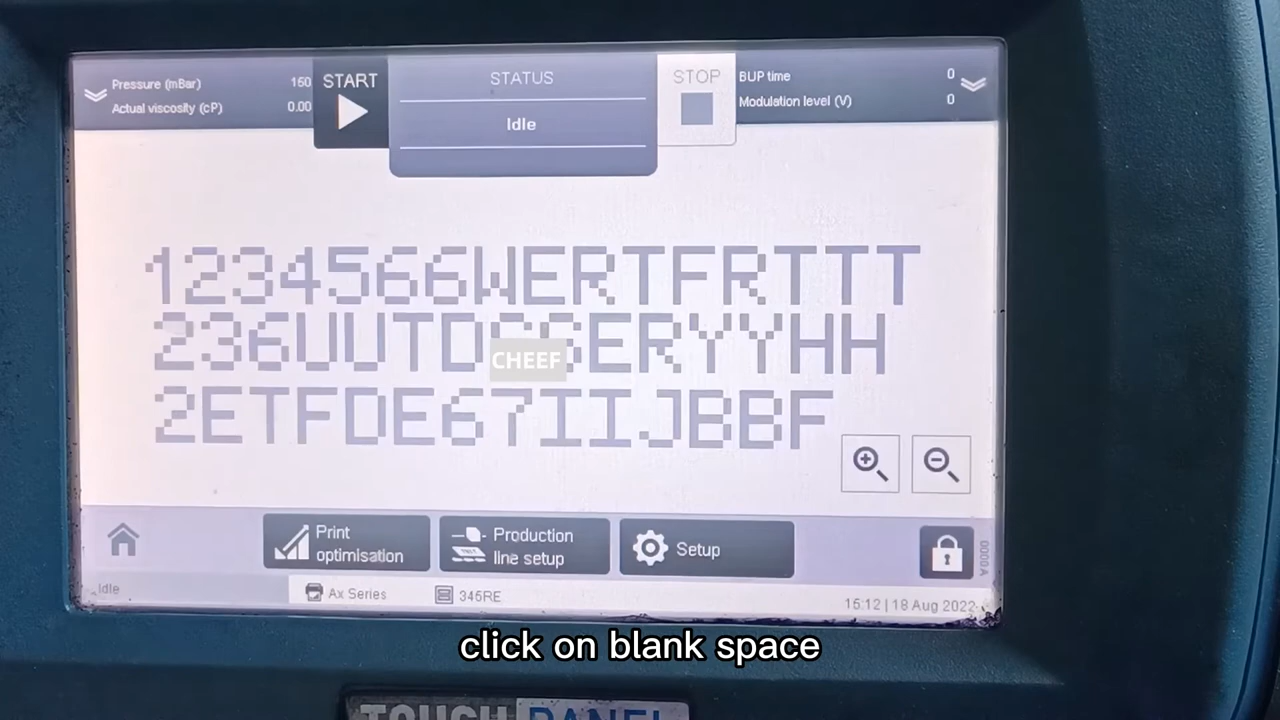 Pressure (mBar) 160
Actual viscosity (cP) 0.00
START
STATUS
Idle
STOP
BUP time 0
Modulation level (V) 0
1234566WERTFRTTT
CHEEF
2ETFDE67IIJBBF
Print
optimisation
Production
line setup
Setup
0000A
Idle
Ax Series
345RE
15:12 | 18 Aug 2022
click on blank space
TOUCH PANEL